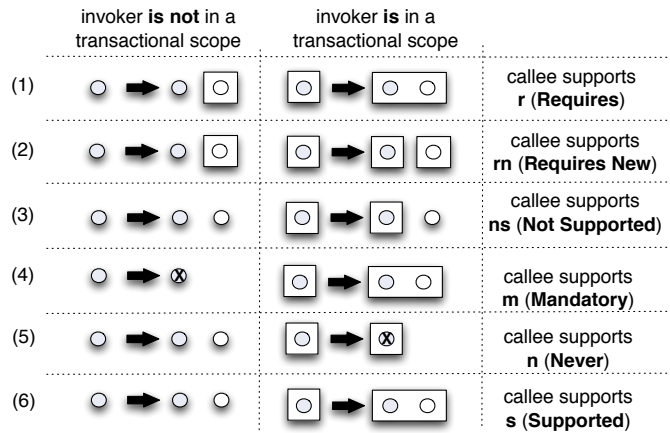 invoker is not in a transactional scope
invoker is in a transactional scope
(1)
callee supports
r (Requires)
(2)
callee supports
rn (Requires New)
(3)
callee supports
ns (Not Supported)
(4)
X
callee supports
m (Mandatory)
(5)
X
callee supports
n (Never)
(6)
callee supports
s (Supported)